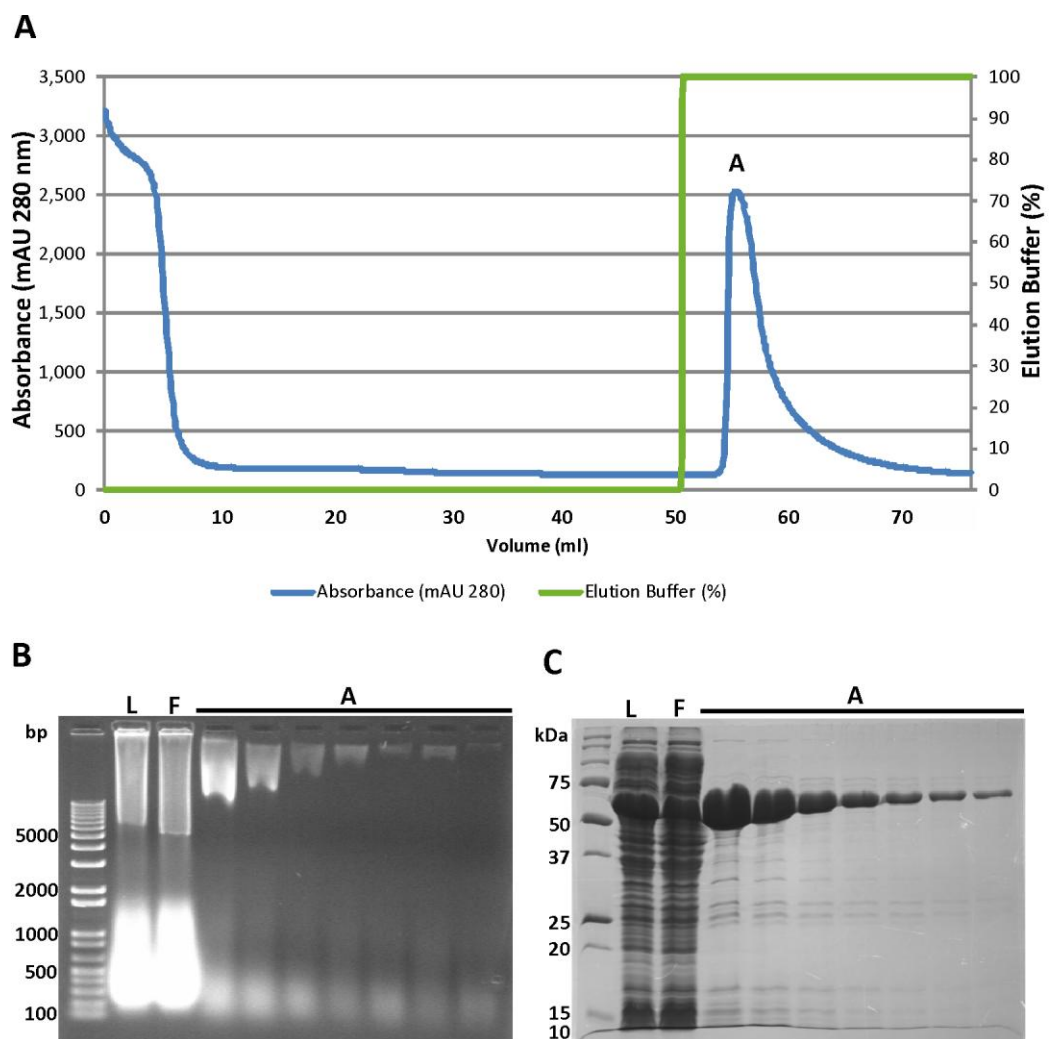 A
3,500
3,000
2,500
2,000
1,500
1,000
500
0
Absorbance (mAU 280 nm)
100
90
80
70
60
50
40
30
20
10
0
Elution Buffer (%)
A
0 10 20 30 40 50 60 70
Volume (ml)
Absorbance (mAU 280) Elution Buffer (%)
B
L F A
bp
5000
2000
1000
500
100
C
L F A
kDa
75
50
37
25
20
15
10